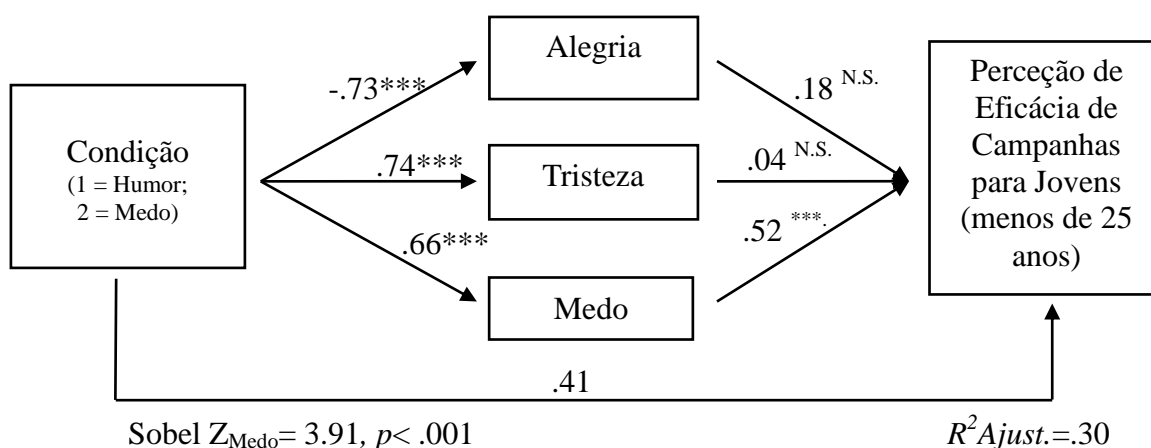 Condição
(1 = Humor;
2 = Medo)
-.73***
.74***
.66***
Alegria
Tristeza
Medo
.18 N.S.
.04 N.S.
.52 ***.
Perceção de
Eficácia de
Campanhas
para Jovens
(menos de 25
anos)
.41
Sobel ZMedo= 3.91, p< .001
R²Ajust.=.30